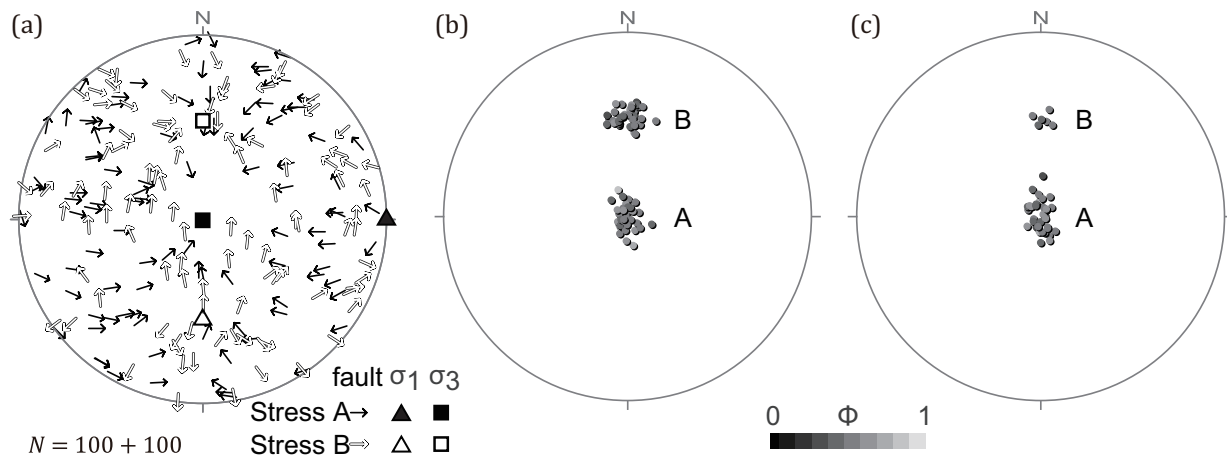 (a)
N
fault σ1 σ3
Stress A
Stress B
N = 100 + 100
(b)
N
B
A
0 Φ 1
(c)
N
B
A